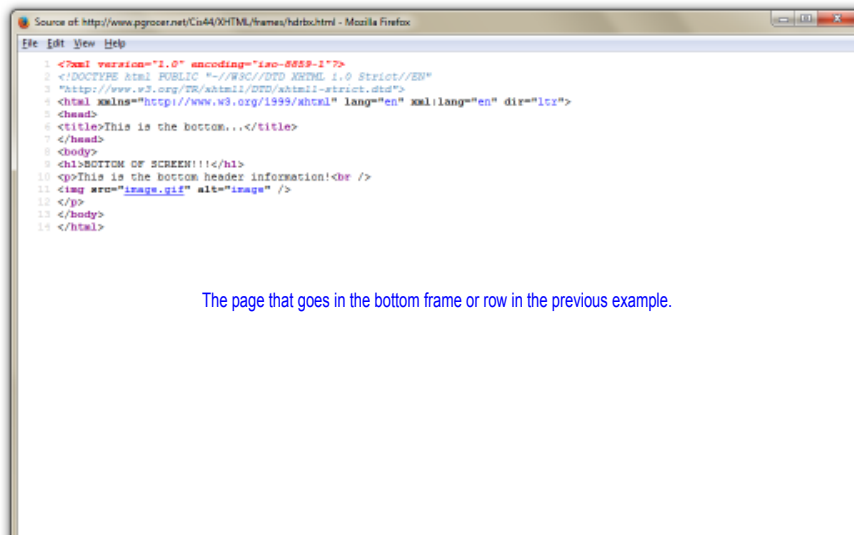 Source of: http://www.pgrocer.net/Cis44/XHTML/frames/hdrbx.html - Mozilla Firefox
File Edit View Help
1 <?xml version="1.0" encoding="iso-8859-1"?>
2 <!DOCTYPE html PUBLIC "-//W3C//DTD XHTML 1.0 Strict//EN"
3 "http://www.w3.org/TR/xhtml1/DTD/xhtml1-strict.dtd">
4 <html xmlns="http://www.w3.org/1999/xhtml" lang="en" xml:lang="en" dir="ltr">
5 <head>
6 <title>This is the bottom...</title>
7 </head>
8 <body>
9 <h1>BOTTOM OF SCREEN!!!</h1>
10 <p>This is the bottom header information!<br />
11 <img src="image.gif" alt="image" />
12 </p>
13 </body>
14 </html>
The page that goes in the bottom frame or row in the previous example.